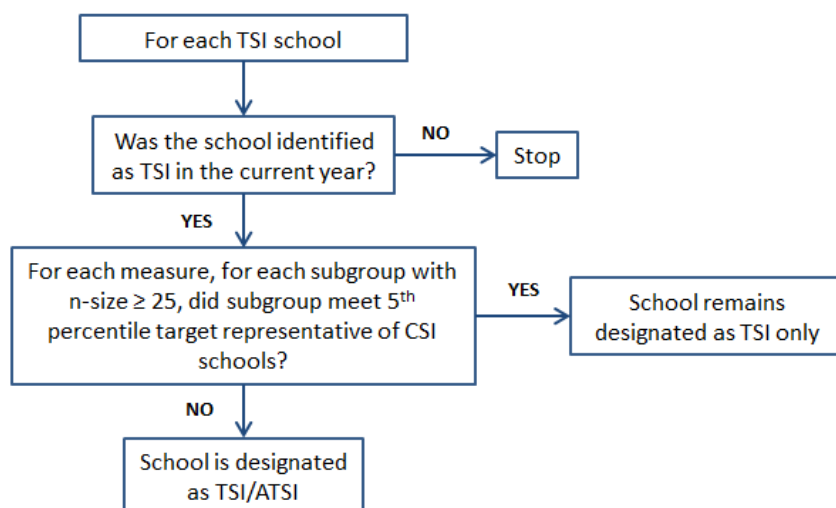 For each TSI school
Was the school identified
as TSI in the current year?
NO
Stop
YES
For each measure, for each subgroup with
n-size ≥ 25, did subgroup meet 5th
percentile target representative of CSI
schools?
YES
School remains
designated as TSI only
NO
School is designated
as TSI/ATSI